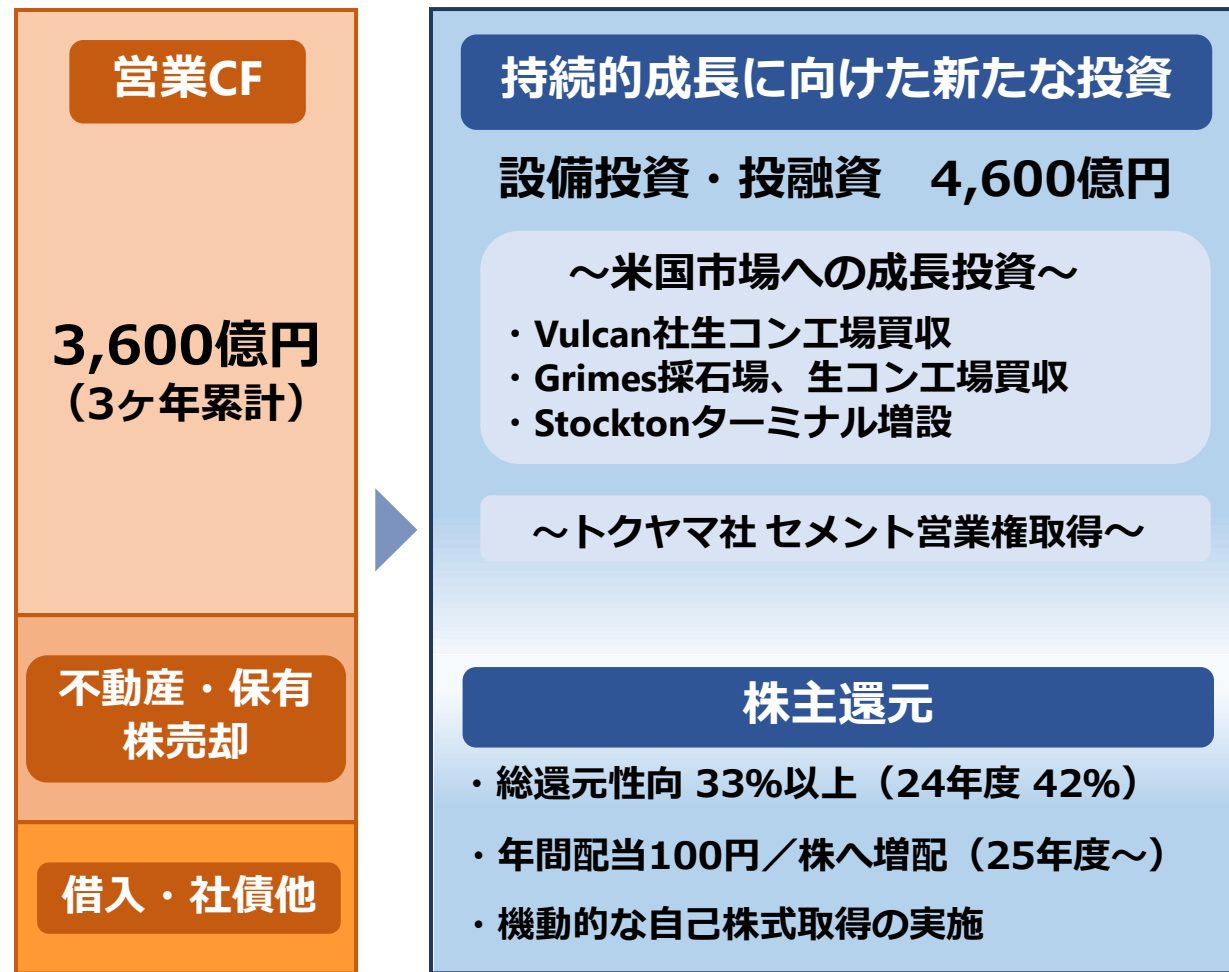 営業CF
3,600億円
（3ヶ年累計）
不動産・保有
株売却
借入・社債他
持続的成長に向けた新たな投資
設備投資・投融資　4,600億円
～米国市場への成長投資～
・Vulcan社生コン工場買収
・Grimes採石場、生コン工場買収
・Stocktonターミナル増設
～トクヤマ社 セメント営業権取得～
株主還元
・総還元性向 33%以上（24年度 42%）
・年間配当100円／株へ増配（25年度～）
・機動的な自己株式取得の実施